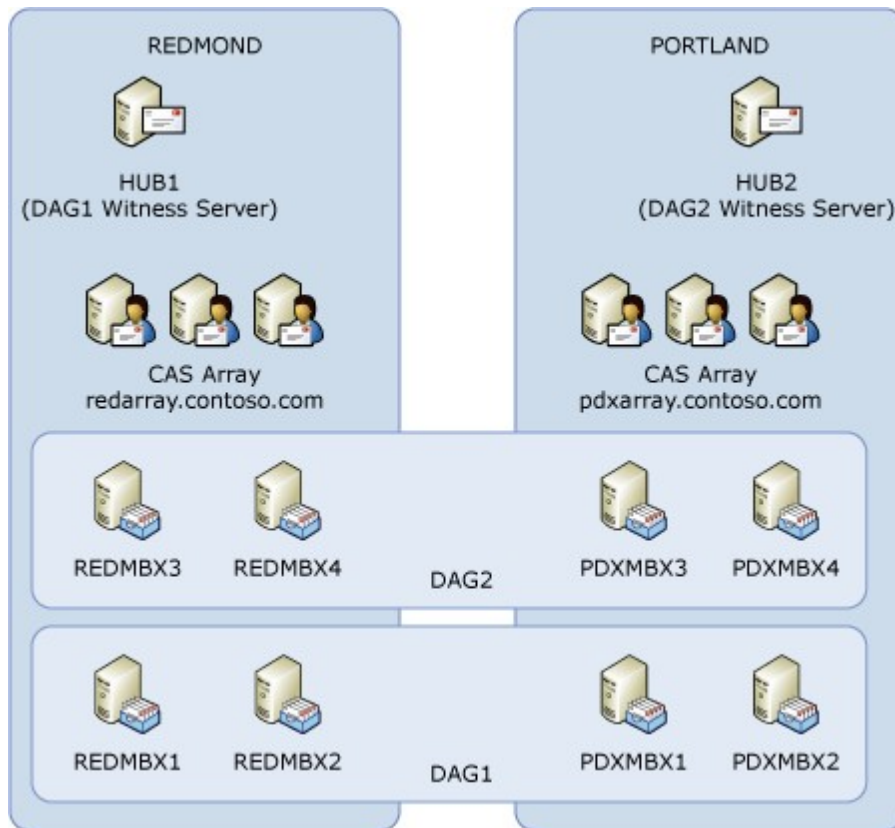 REDMOND
HUB1
(DAG1 Witness Server)
CAS Array
redarray.contoso.com
PORTLAND
HUB2
(DAG2 Witness Server)
CAS Array
pdxarray.contoso.com
REDMBX3
REDMBX4
DAG2
PDXMBX3
PDXMBX4
REDMBX1
REDMBX2
DAG1
PDXMBX1
PDXMBX2